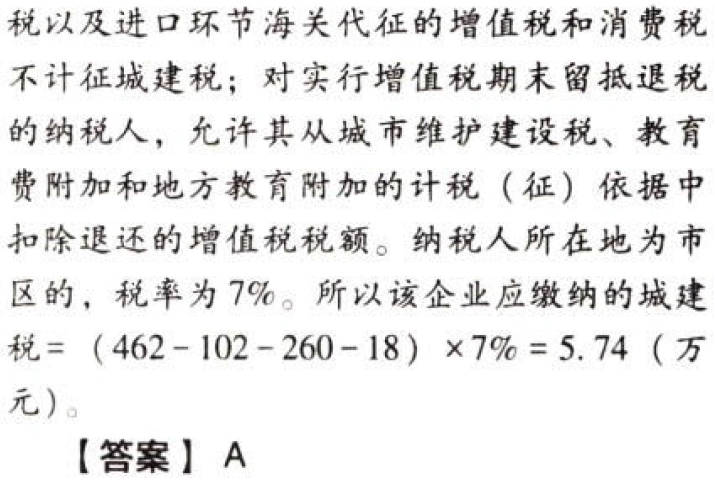 税以及进口环节海关代征的增值税和消费税
不计征城建税；对实行增值税期末留抵退税
的纳税人，允许其从城市维护建设税、教育
费附加和地方教育附加的计税（征）依据中
扣除退还的增值税税额。纳税人所在地为市
区的，税率为 7%。所以该企业应缴纳的城建
税=（462-102-260-18）×7% = 5.74（万
元）。
【答案】 A